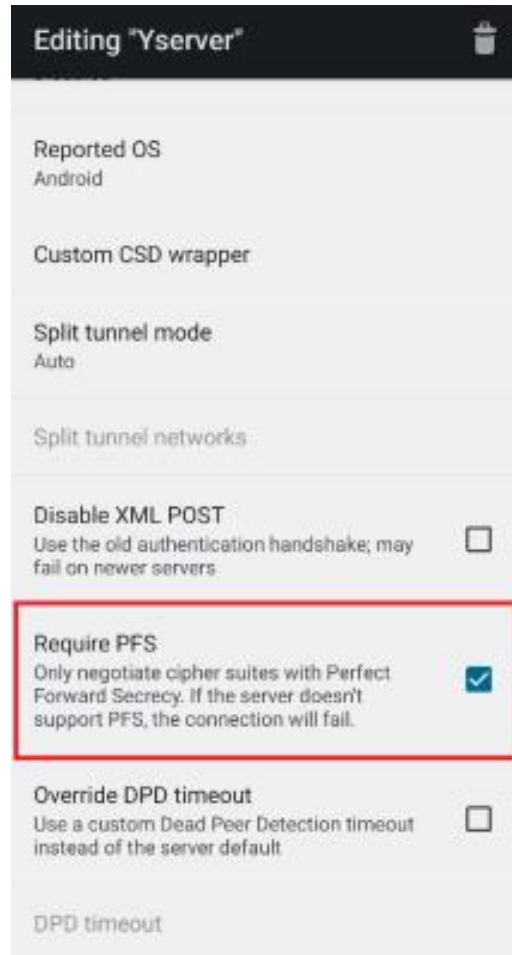 Editing "Yserver"
Reported OS
Android
Custom CSD wrapper
Split tunnel mode
Auto
Split tunnel networks
Disable XML POST
Use the old authentication handshake; may
fail on newer servers
Require PFS
Only negotiate cipher suites with Perfect
Forward Secrecy. If the server doesn't
support PFS, the connection will fail.
Override DPD timeout
Use a custom Dead Peer Detection timeout
instead of the server default
DPD timeout